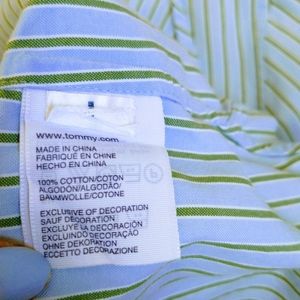 www.tommy.com
MADE IN CHINA
FABRIQUÉ EN CHINE
HECHO EN CHINA
100% COTTON/COTON
ALGODÓN/ALGODÃO
BAUMWOLLE/COTONE
EXCLUSIVE OF DECORATION
SAUF DÉCORATION
EXCLUYE LA DECORACIÓN
EXCLUINDO DECORAÇÃO
OHNE DEKORATION
ECCETTO DECORAZIONE